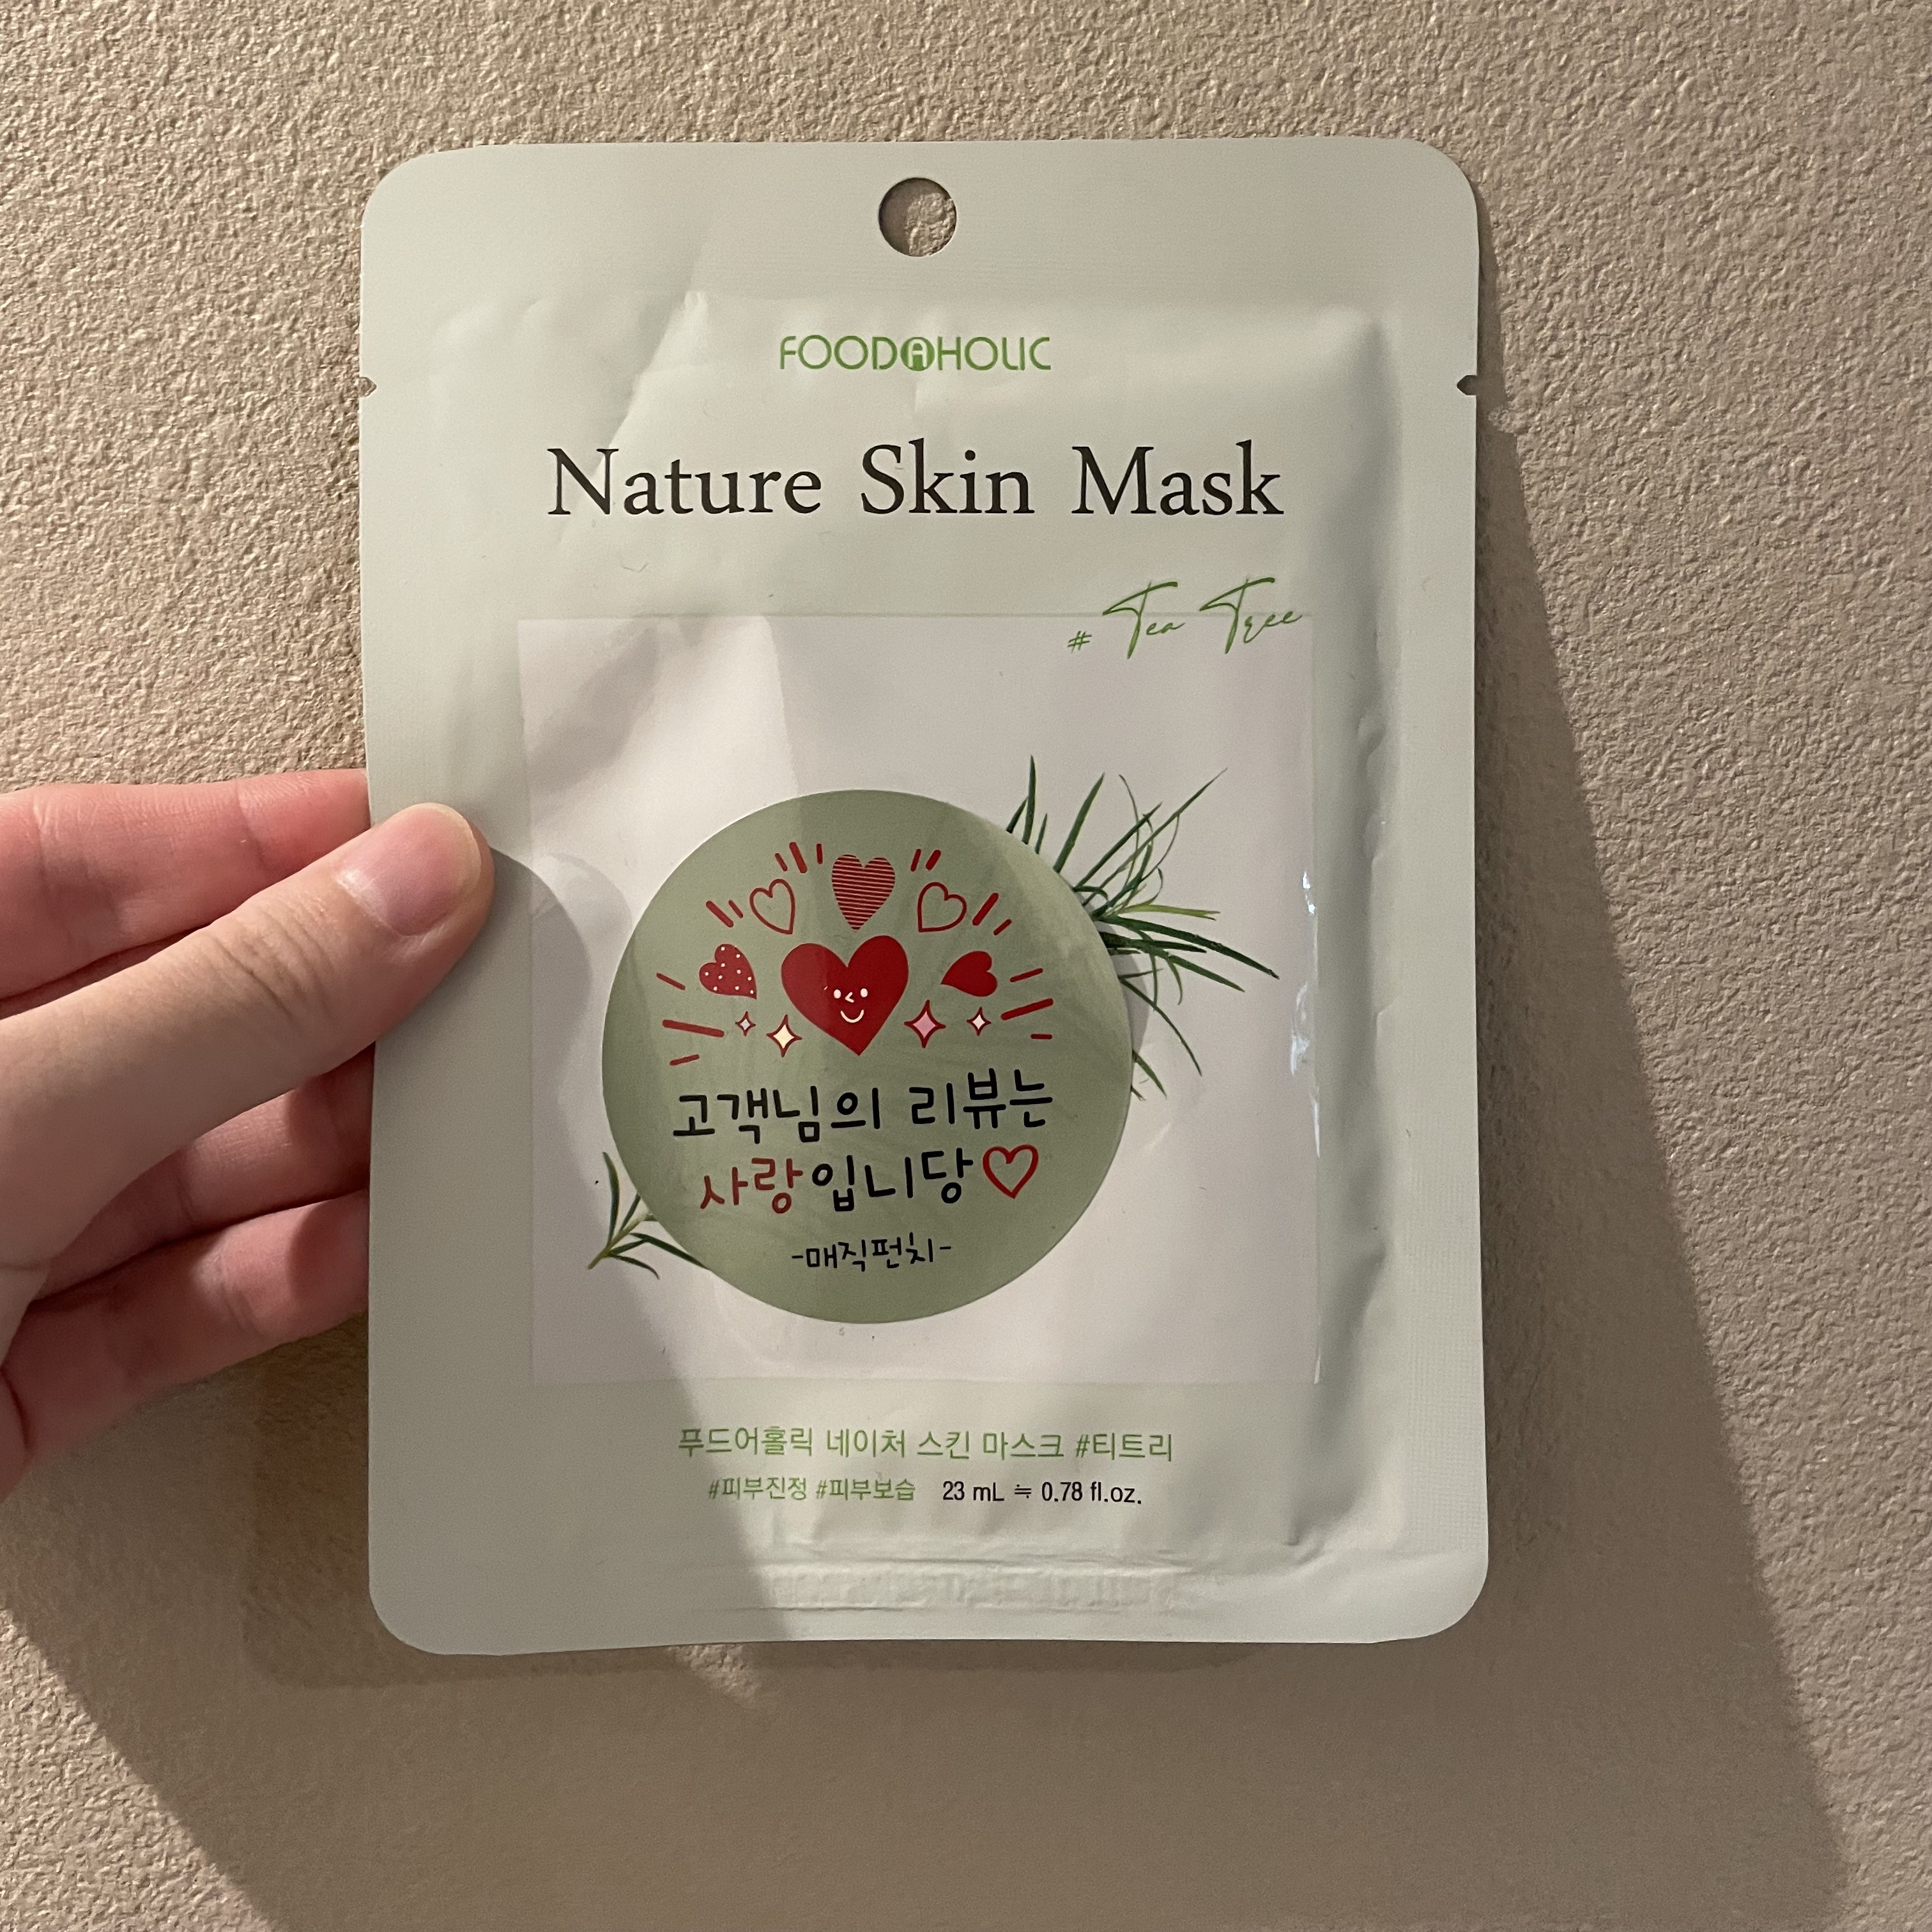 FOODAHOLIC
Nature Skin Mask
# Tea Tree
고객님의 리뷰는
사랑입니당♡
-매직펀치-
푸드어홀릭 네이처 스킨 마스크 #티트리
#피부진정 #피부보습 23 mL ≒ 0.78 fl.oz.